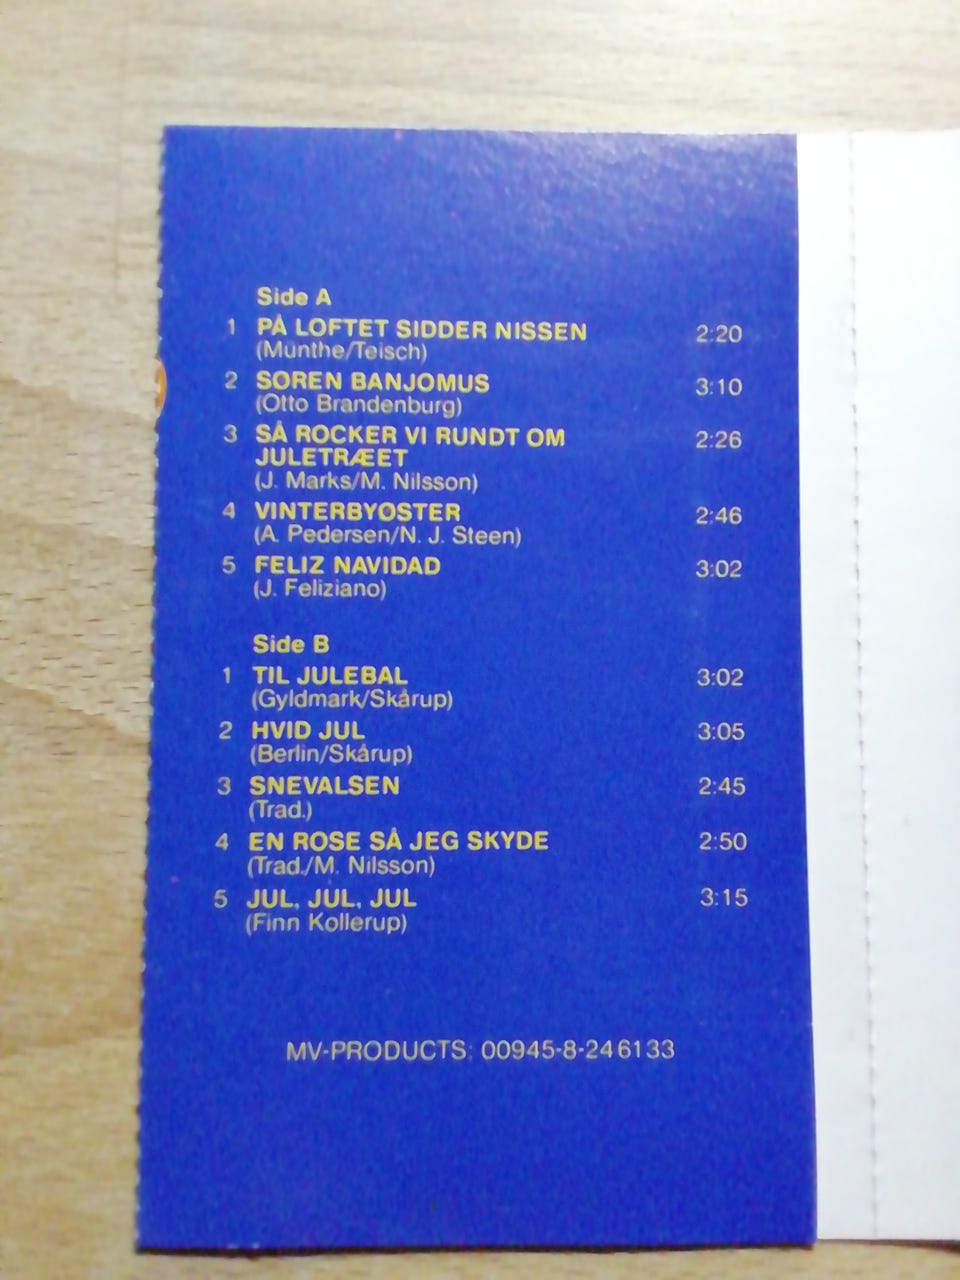 Side A
1 PÅ LOFTET SIDDER NISSEN 2:20
(Munthe/Teisch)
2 SØREN BANJOMUS 3:10
(Otto Brandenburg)
3 SÅ ROCKER VI RUNDT OM 2:26
JULETRÆET
(J. Marks/M. Nilsson)
4 VINTERBYØSTER 2:46
(A. Pedersen/N. J. Steen)
5 FELIZ NAVIDAD 3:02
(J. Feliziano)
Side B
1 TIL JULEBAL 3:02
(Gyldmark/Skårup)
2 HVID JUL 3:05
(Berlin/Skårup)
3 SNEVALSEN 2:45
(Trad.)
4 EN ROSE SÅ JEG SKYDE 2:50
(Trad./M. Nilsson)
5 JUL, JUL, JUL 3:15
(Finn Kollerup)
MV-PRODUCTS: 00945-8-246133